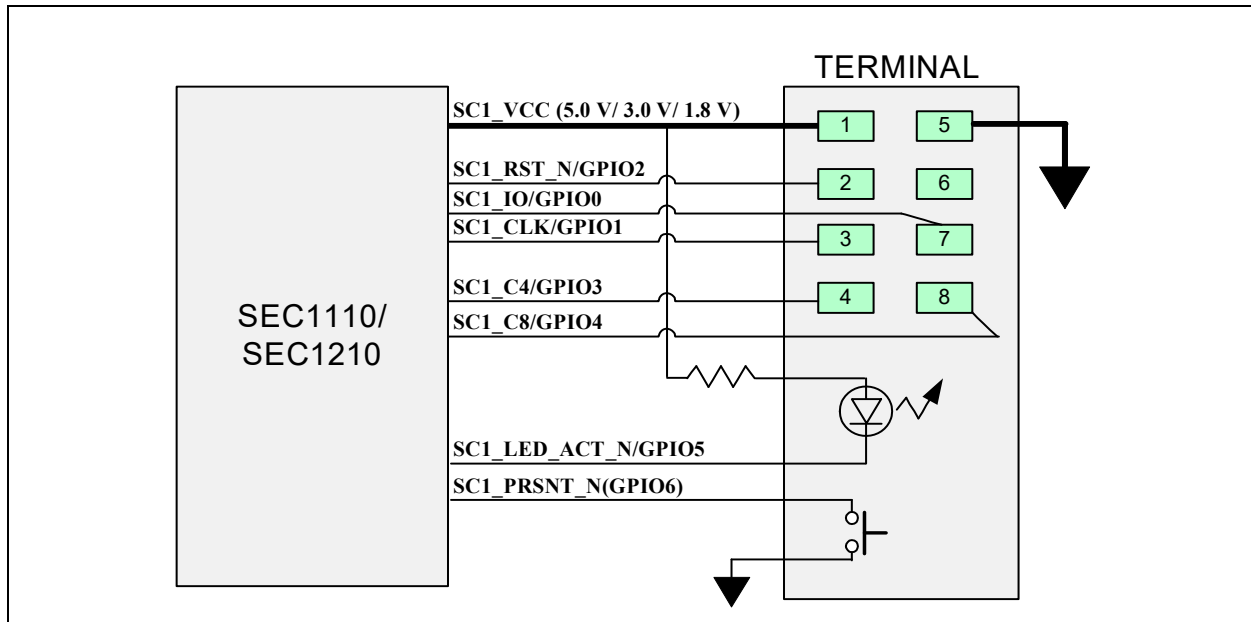 TERMINAL
SC1_VCC (5.0 V/ 3.0 V/ 1.8 V)
1
5
SC1_RST_N/GPIO2
2
6
SC1_IO/GPIO0
SC1_CLK/GPIO1
3
7
SC1_C4/GPIO3
4
8
SC1_C8/GPIO4
SEC1110/
SEC1210
SC1_LED_ACT_N/GPIO5
SC1_PRSNT_N(GPIO6)